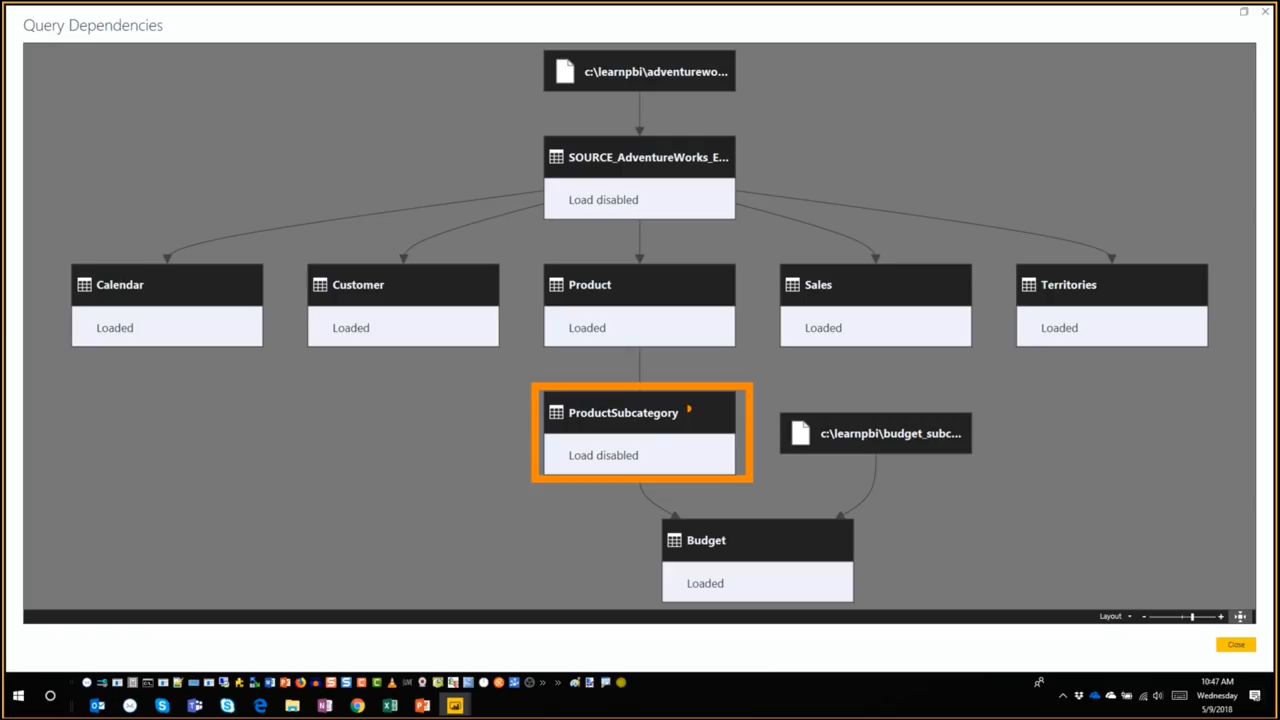 Query Dependencies
c:\learnpbi\adventurewo...
SOURCE_AdventureWorks_E...
Load disabled
Calendar
Loaded
Customer
Loaded
Product
Loaded
Sales
Loaded
Territories
Loaded
ProductSubcategory
Load disabled
c:\learnpbi\budget_subc...
Budget
Loaded
Layout
Close
10:47 AM
Wednesday
5/9/2018